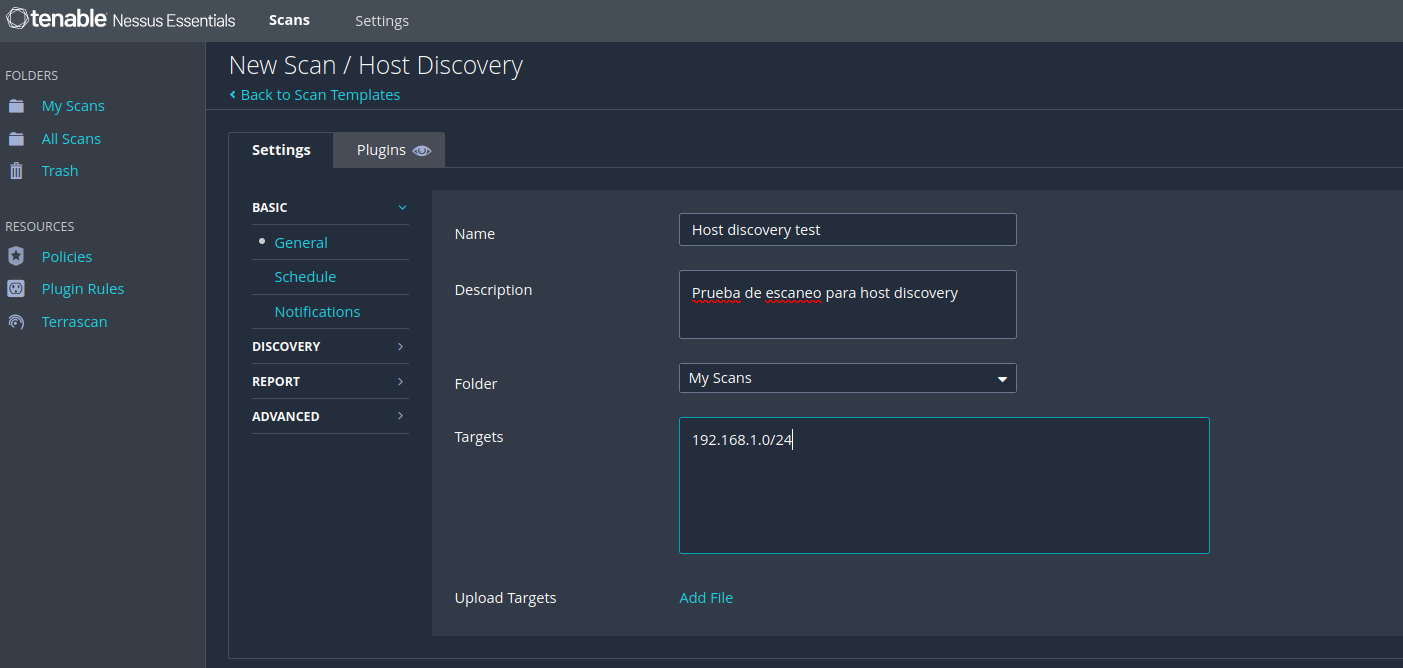 tenable Nessus Essentials Scans Settings
FOLDERS
My Scans
All Scans
Trash
RESOURCES
Policies
Plugin Rules
Terrascan
New Scan / Host Discovery
Back to Scan Templates
Settings Plugins
BASIC
General
Schedule
Notifications
DISCOVERY
REPORT
ADVANCED
Name Host discovery test
Description Prueba de escaneo para host discovery
Folder My Scans
Targets 192.168.1.0/24
Upload Targets Add File